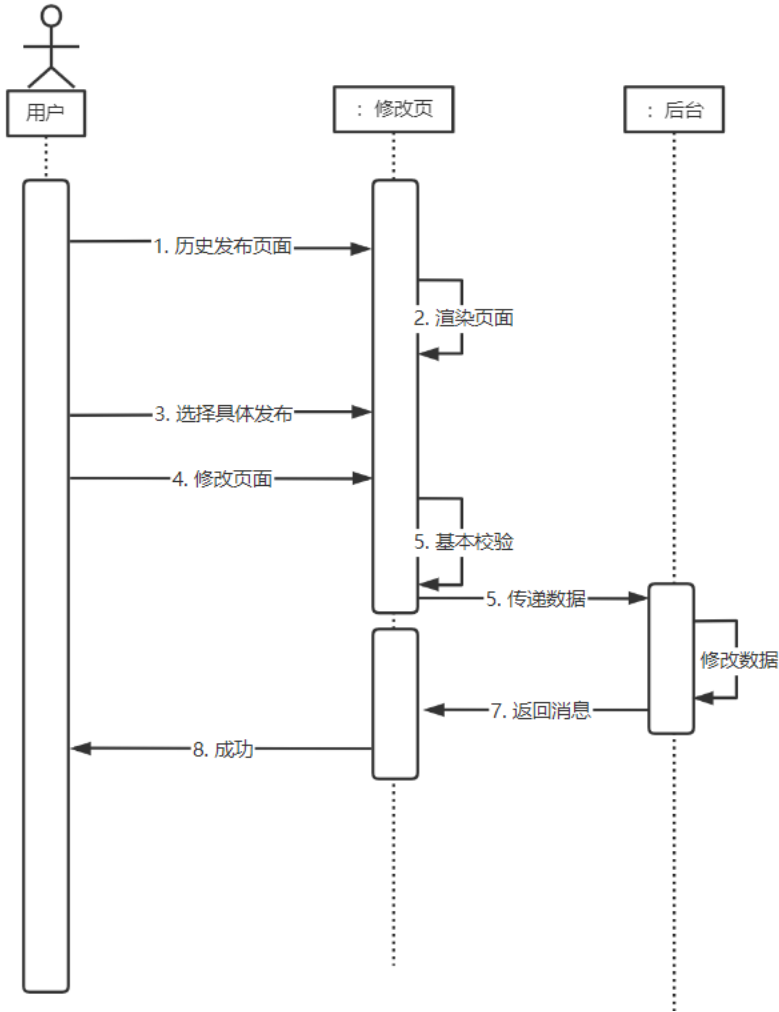 用户
: 修改页
: 后台
1. 历史发布页面
2. 渲染页面
3. 选择具体发布
4. 修改页面
5. 基本校验
5. 传递数据
修改数据
7. 返回消息
8. 成功